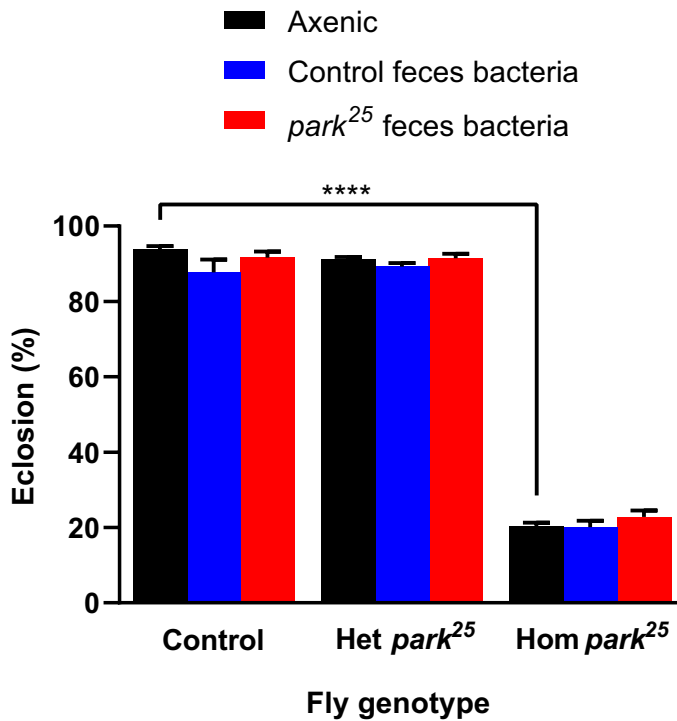 Axenic
Control feces bacteria
park25 feces bacteria
****
100
80
60
40
20
0
Eclosion (%)
Control
Het park25
Hom park25
Fly genotype